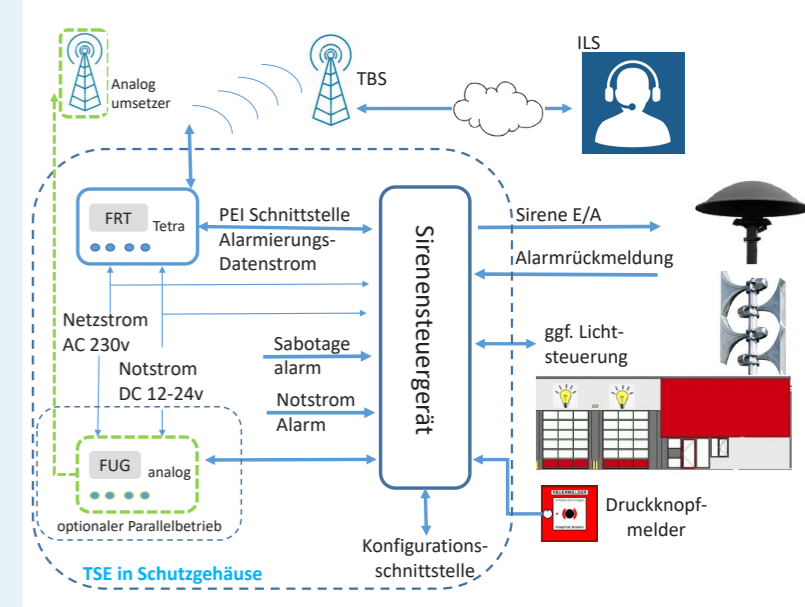 ILS
TBS
Analog
umsetzer
FRT
Tetra
PEI Schnittstelle
Alarmierungs-
Datenstrom
Sirenensteuergerät
Sirene E/A
Alarmrückmeldung
Netzstrom
AC 230v
Notstrom
DC 12-24v
Sabotage
alarm
Notstrom
Alarm
ggf. Licht-
steuerung
FUG
analog
optionaler Parallelbetrieb
FEUERMELDER
Druckknopf-
melder
Konfigurations-
schnittstelle
TSE in Schutzgehäuse